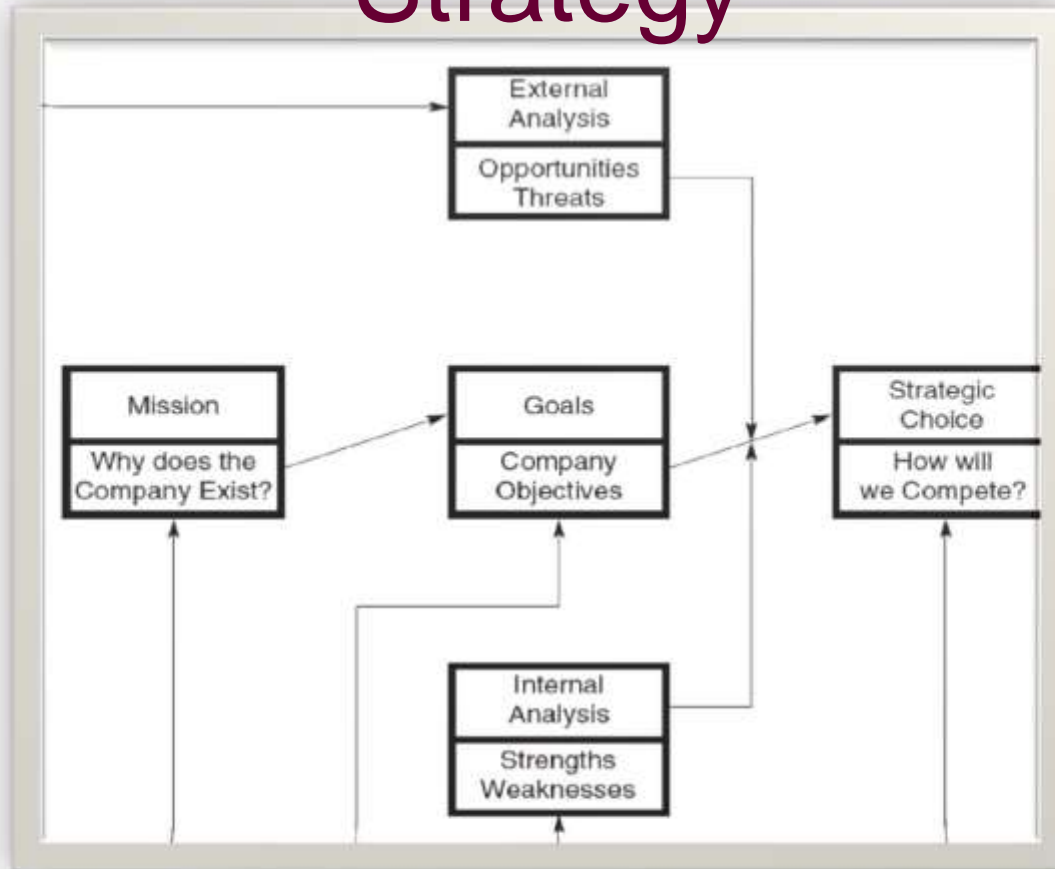 Strategy
External
Analysis
Opportunities
Threats
Mission
Why does the
Company Exist?
Goals
Company
Objectives
Strategic
Choice
How will
we Compete?
Internal
Analysis
Strengths
Weaknesses